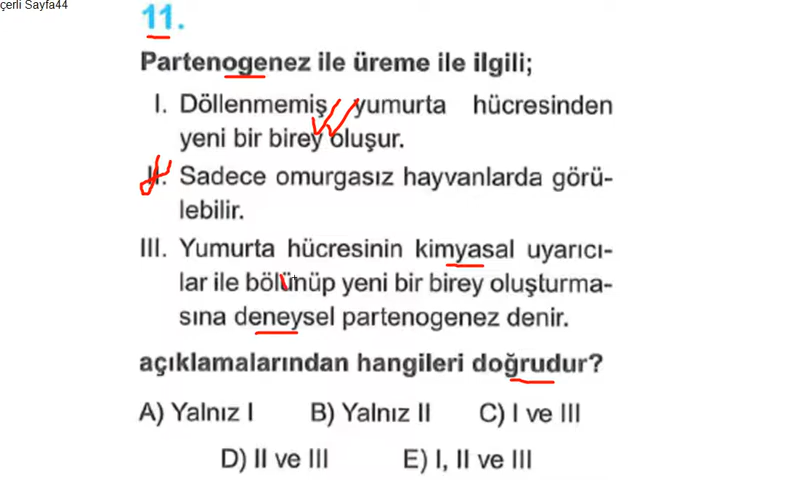 çerli Sayfa44
11.
Partenogenez ile üreme ile ilgili;
I. Döllenmemiş yumurta hücresinden
yeni bir birey oluşur.
II. Sadece omurgasız hayvanlarda görü-
lebilir.
III. Yumurta hücresinin kimyasal uyarıcı-
lar ile bölünüp yeni bir birey oluşturma-
sına deneysel partenogenez denir.
açıklamalarından hangileri doğrudur?
A) Yalnız I B) Yalnız II C) I ve III
D) II ve III E) I, II ve III